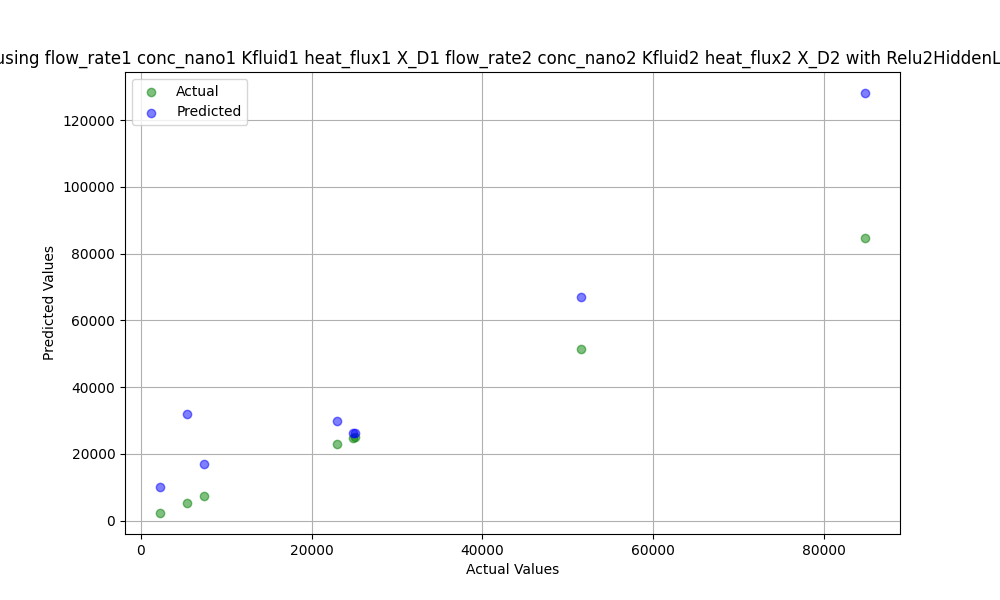 using flow_rate1 conc_nano1 Kfluid1 heat_flux1 X_D1 flow_rate2 conc_nano2 Kfluid2 heat_flux2 X_D2 with Relu2HiddenL
Actual
Predicted
120000
100000
80000
60000
40000
20000
0
Predicted Values
0 20000 40000 60000 80000
Actual Values